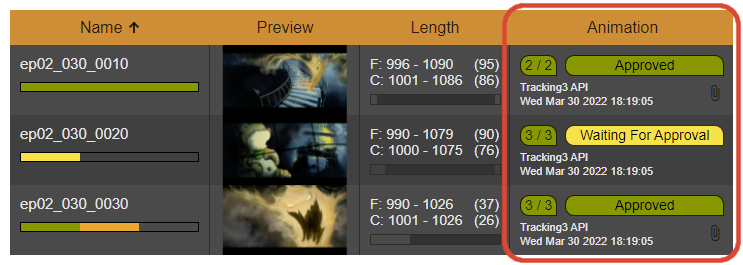 Name ↑ Preview Length Animation
ep02_030_0010
F: 996 - 1090 (95)
C: 1001 - 1086 (86)
2 / 2 Approved
Tracking3 API
Wed Mar 30 2022 18:19:05
ep02_030_0020
F: 990 - 1079 (90)
C: 1000 - 1075 (76)
3 / 3 Waiting For Approval
Tracking3 API
Wed Mar 30 2022 18:19:05
ep02_030_0030
F: 990 - 1026 (37)
C: 1001 - 1026 (26)
3 / 3 Approved
Tracking3 API
Wed Mar 30 2022 18:19:05